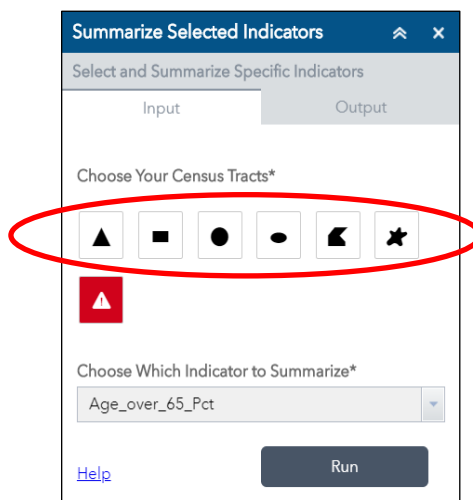 Summarize Selected Indicators
Select and Summarize Specific Indicators
Input Output
Choose Your Census Tracts*
Choose Which Indicator to Summarize*
Age_over_65_Pct
Help Run